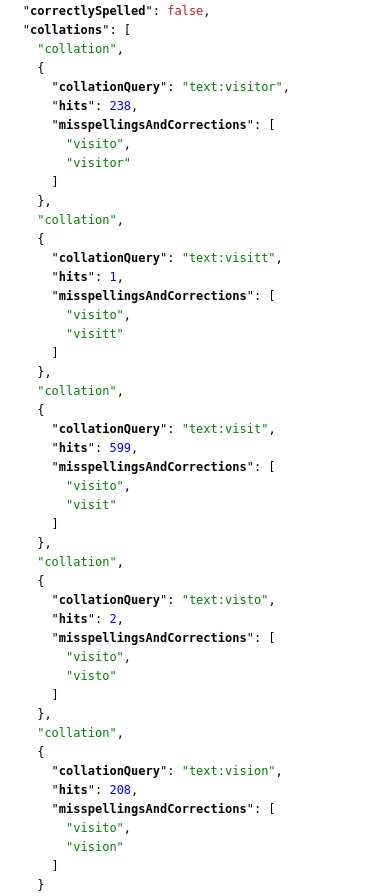 "correctlySpelled": false,
"collations": [
"collation",
{
"collationQuery": "text:visitor",
"hits": 238,
"misspellingsAndCorrections": [
"visito",
"visitor"
]
},
"collation",
{
"collationQuery": "text:visitt",
"hits": 1,
"misspellingsAndCorrections": [
"visito",
"visitt"
]
},
"collation",
{
"collationQuery": "text:visit",
"hits": 599,
"misspellingsAndCorrections": [
"visito",
"visit"
]
},
"collation",
{
"collationQuery": "text:visto",
"hits": 2,
"misspellingsAndCorrections": [
"visito",
"visto"
]
},
"collation",
{
"collationQuery": "text:vision",
"hits": 208,
"misspellingsAndCorrections": [
"visito",
"vision"
]
}